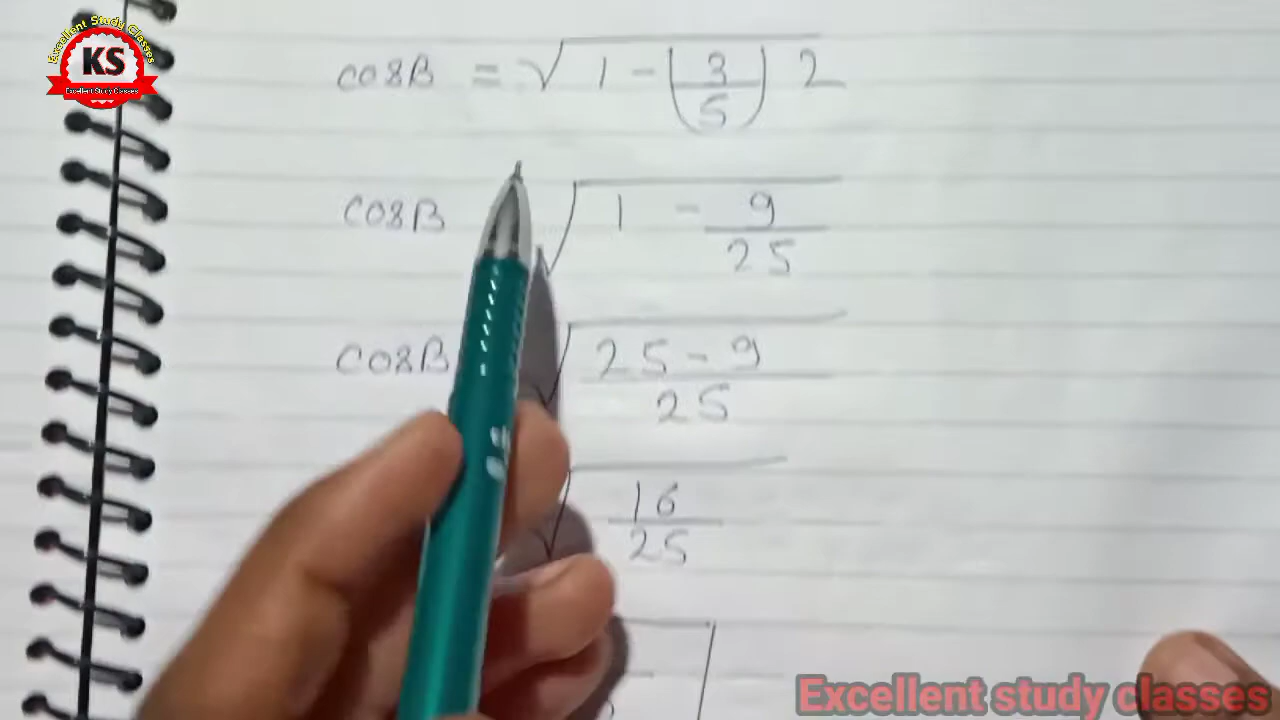 Excellent Study Classes
KS
Excellent Study Classes
cosB = √1 - (3/5) 2
cosB √1 - 9/25
cosB √25 - 9/25
√16/25
Excellent study classes